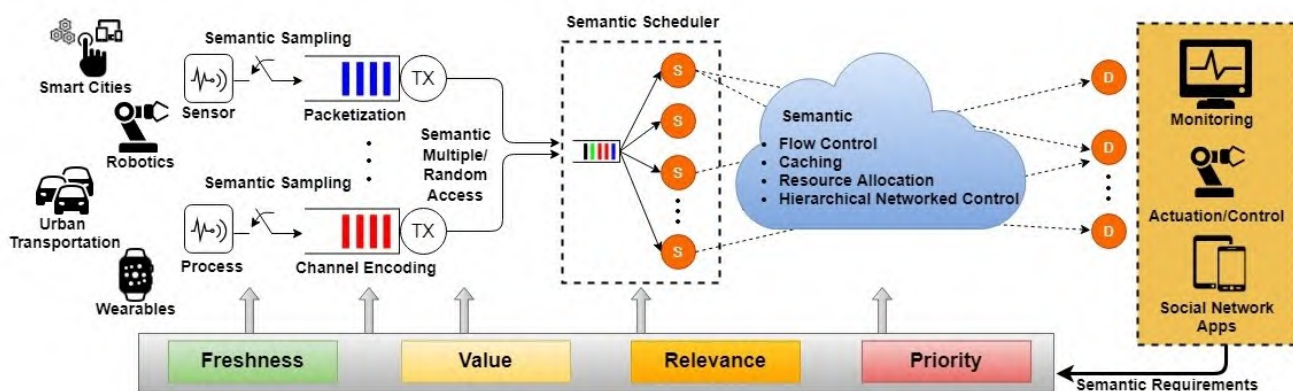 Semantic Scheduler
Smart Cities
Semantic Sampling
Sensor
TX
Packetization
Robotics
Semantic
Multiple/
Random
Access
Semantic Sampling
Urban
Transportation
Process
TX
Channel Encoding
Wearables
S
S
S
S
Semantic
• Flow Control
• Caching
• Resource Allocation
• Hierarchical Networked Control
D
D
D
Monitoring
Actuation/Control
Social Network
Apps
Freshness
Value
Relevance
Priority
Semantic Requirements